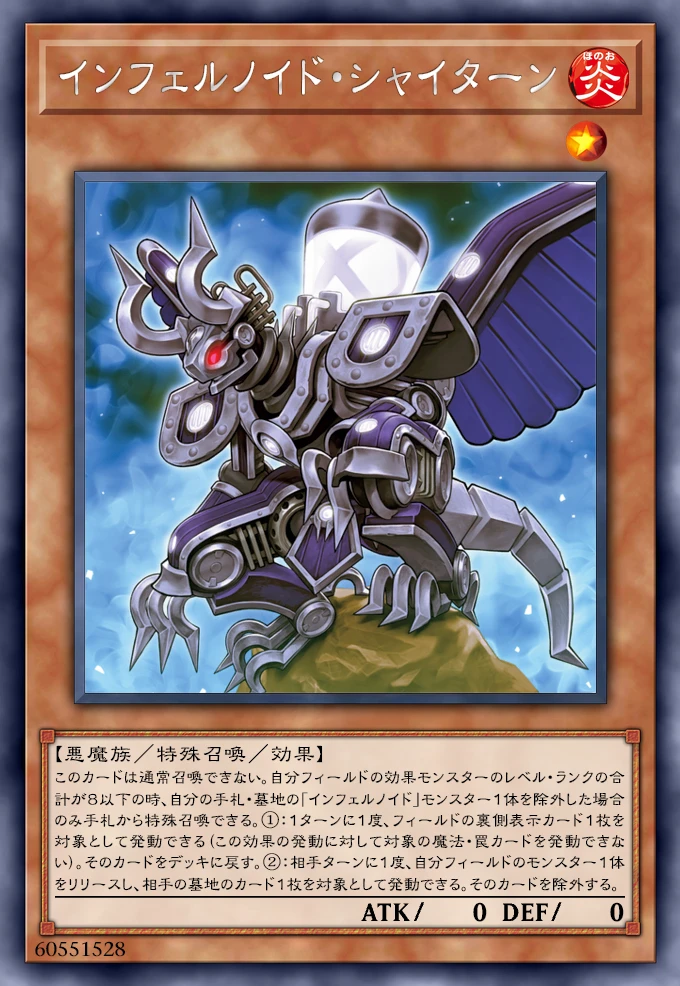 インフェルノイド・シャイターン
ほのお
炎
【悪魔族／特殊召喚／効果】
このカードは通常召喚できない。自分フィールドの効果モンスターのレベル・ランクの合
計が８以下の時、自分の手札・墓地の「インフェルノイド」モンスター１体を除外した場合
のみ手札から特殊召喚できる。①：１ターンに１度、フィールドの裏側表示カード１枚を
対象として発動できる（この効果の発動に対して対象の魔法・罠カードを発動できな
い）。そのカードをデッキに戻す。②：相手ターンに１度、自分フィールドのモンスター１体
をリリースし、相手の墓地のカード１枚を対象として発動できる。そのカードを除外する。
ATK/ 0 DEF/ 0
60551528